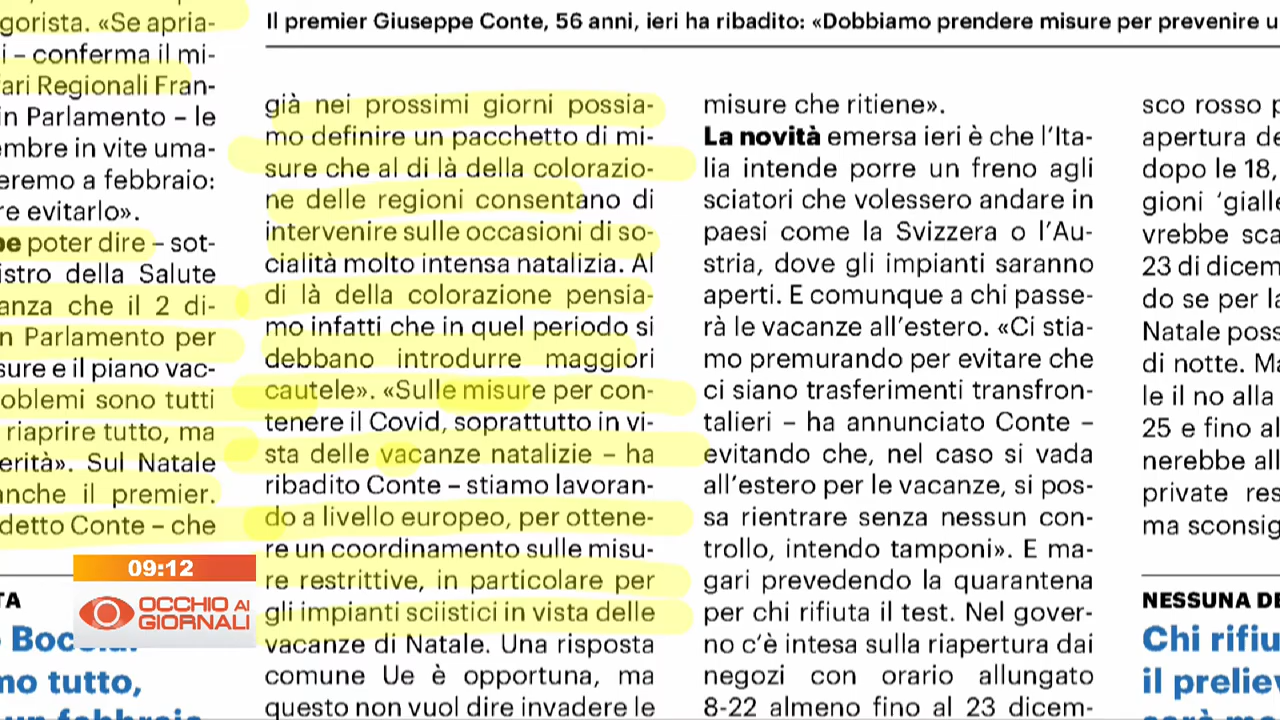 gorista. «Se apria-
i – conferma il mi-
ari Regionali Fran-
in Parlamento – le
embre in vite uma-
eremo a febbraio:
re evitarlo».
be poter dire – sot-
istro della Salute
anza che il 2 di-
n Parlamento per
sure e il piano vac-
oblemi sono tutti
riaprire tutto, ma
erità». Sul Natale
anche il premier.
detto Conte – che
TA
mo tutto,
Il premier Giuseppe Conte, 56 anni, ieri ha ribadito: «Dobbiamo prendere misure per prevenire u
già nei prossimi giorni possia-
mo definire un pacchetto di mi-
sure che al di là della colorazio-
ne delle regioni consentano di
intervenire sulle occasioni di so-
cialità molto intensa natalizia. Al
di là della colorazione pensia-
mo infatti che in quel periodo si
debbano introdurre maggiori
cautele». «Sulle misure per con-
tenere il Covid, soprattutto in vi-
sta delle vacanze natalizie – ha
ribadito Conte – stiamo lavoran-
do a livello europeo, per ottene-
re un coordinamento sulle misu-
re restrittive, in particolare per
gli impianti sciistici in vista delle
vacanze di Natale. Una risposta
comune Ue è opportuna, ma
questo non vuol dire invadere le
misure che ritiene».
La novità emersa ieri è che l'Ita-
lia intende porre un freno agli
sciatori che volessero andare in
paesi come la Svizzera o l'Au-
stria, dove gli impianti saranno
aperti. E comunque a chi passe-
rà le vacanze all'estero. «Ci stia-
mo premurando per evitare che
ci siano trasferimenti transfron-
talieri – ha annunciato Conte –
evitando che, nel caso si vada
all'estero per le vacanze, si pos-
sa rientrare senza nessun con-
trollo, intendo tamponi». E ma-
gari prevedendo la quarantena
per chi rifiuta il test. Nel gover-
no c'è intesa sulla riapertura dai
negozi con orario allungato
8-22 almeno fino al 23 dicem-
sco rosso p
apertura de
dopo le 18,
gioni ‘gialle
vrebbe sca
23 di dicem
do se per la
Natale poss
di notte. Ma
le il no alla
25 e fino al
nerebbe all
private res
ma sconsig
NESSUNA DE
Chi rifiu
il preliev
09:12
OCCHIO AI
GIORNALI